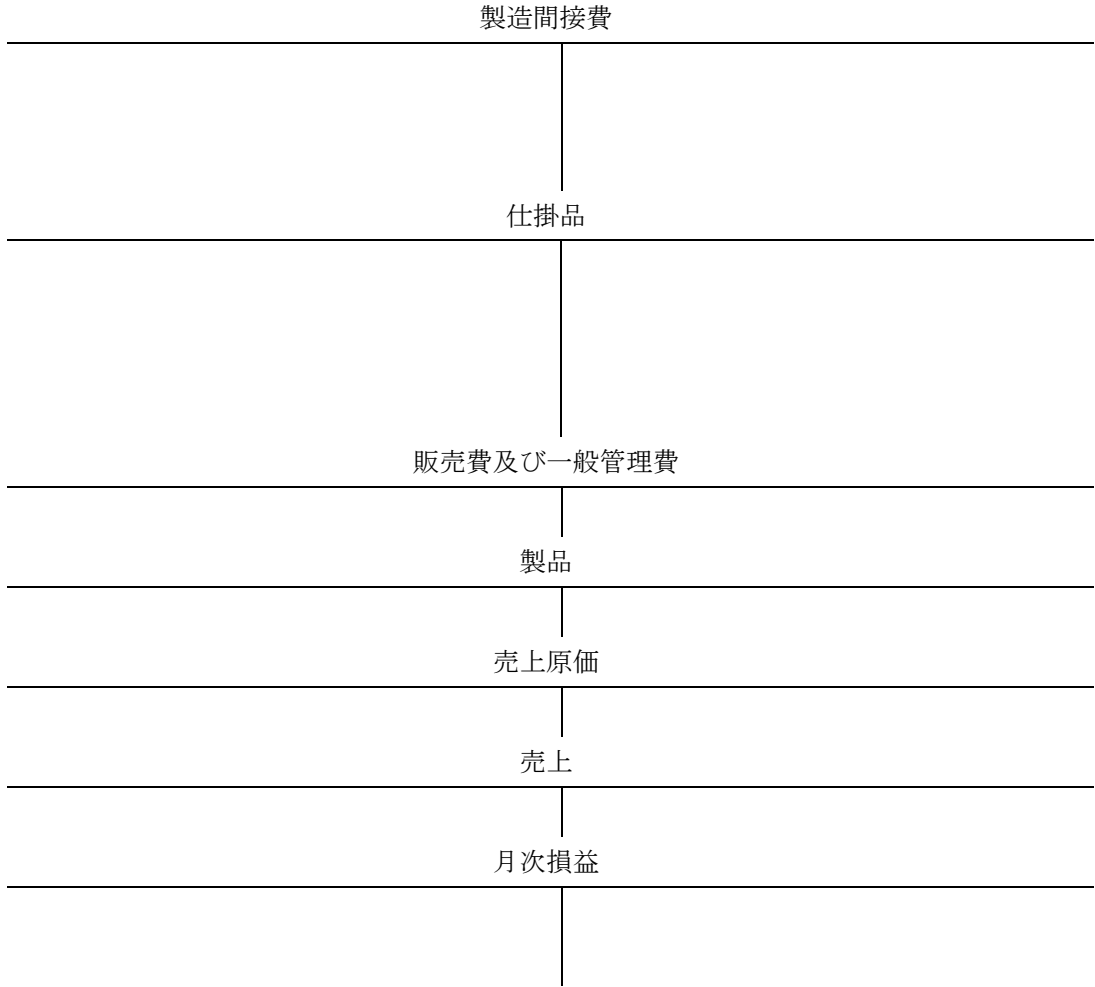 製造間接費
仕掛品
販売費及び一般管理費
製品
売上原価
売上
月次損益